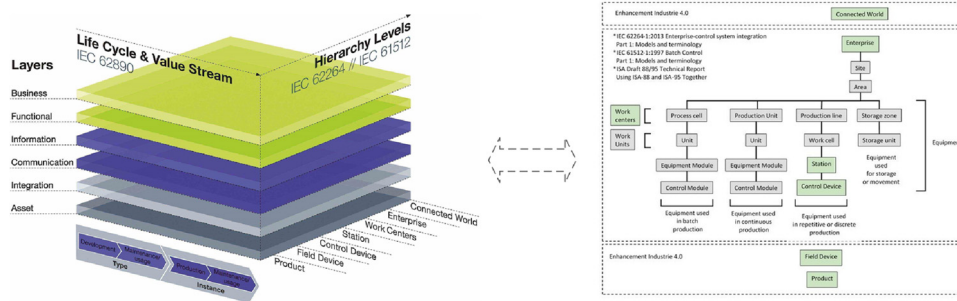 Life Cycle & Value Stream
IEC 62890
Hierarchy Levels
IEC 62264 // IEC 61512
Layers
Business
Functional
Information
Communication
Integration
Asset
Connected World
Enterprise
Work Centers
Station
Control Device
Field Device
Product
Development
Maintenance/
usage
Production
Maintenance/
usage
Type
Instance
Enhancement Industrie 4.0
Connected World
*IEC 62264-1:2013 Enterprise-control system integration
Part 1: Models and terminology
*IEC 61512-1:1997 Batch Control
Part 1: Models and terminology
*ISA Draft 88/95 Technical Report
Using ISA-88 and ISA-95 Together
Enterprise
Site
Area
Work
centers
Process cell
Production Unit
Production line
Storage zone
Work
Units
Unit
Unit
Work cell
Storage unit
Equipmen
Equipment Module
Equipment Module
Station
Equipment
used
for storage
or movement
Control Module
Control Module
Control Device
Equipment used
in batch
production
Equipment used
in continuous
production
Equipment used
in repetitive or discrete
production
Enhancement Industrie 4.0
Field Device
Product